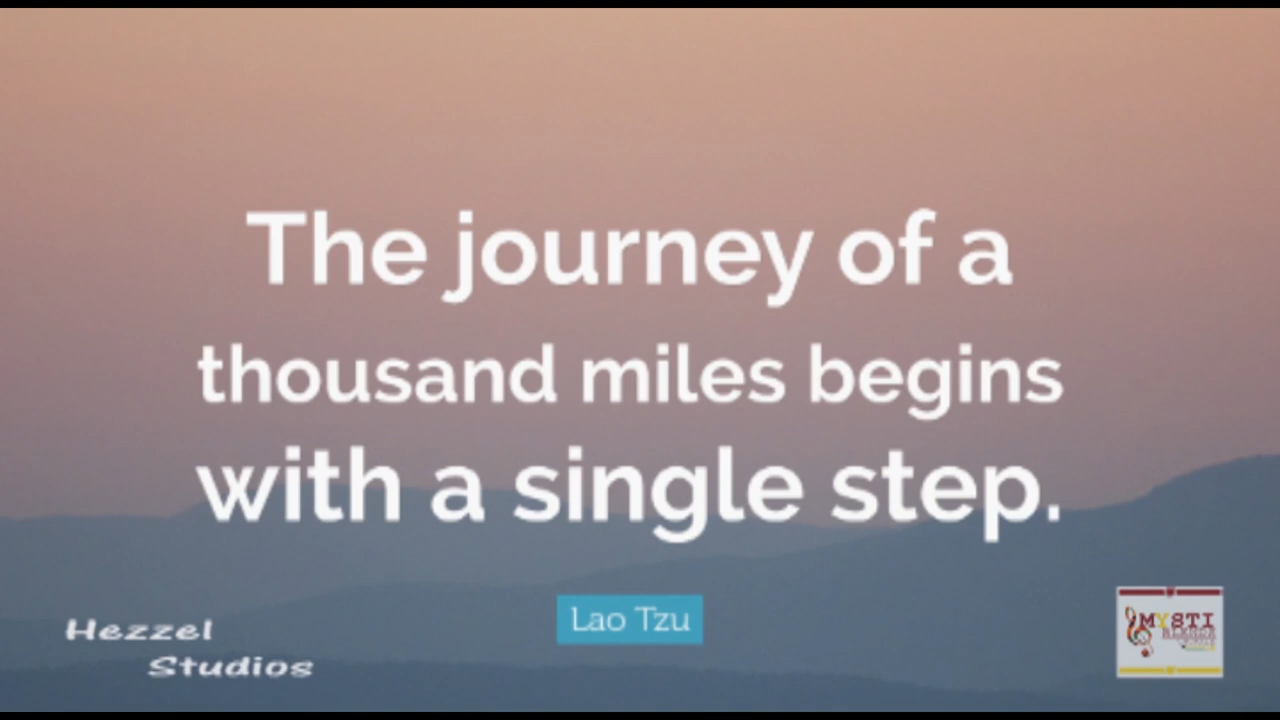 The journey of a
thousand miles begins
with a single step.
Lao Tzu
Hezzel
Studios
MYSTI